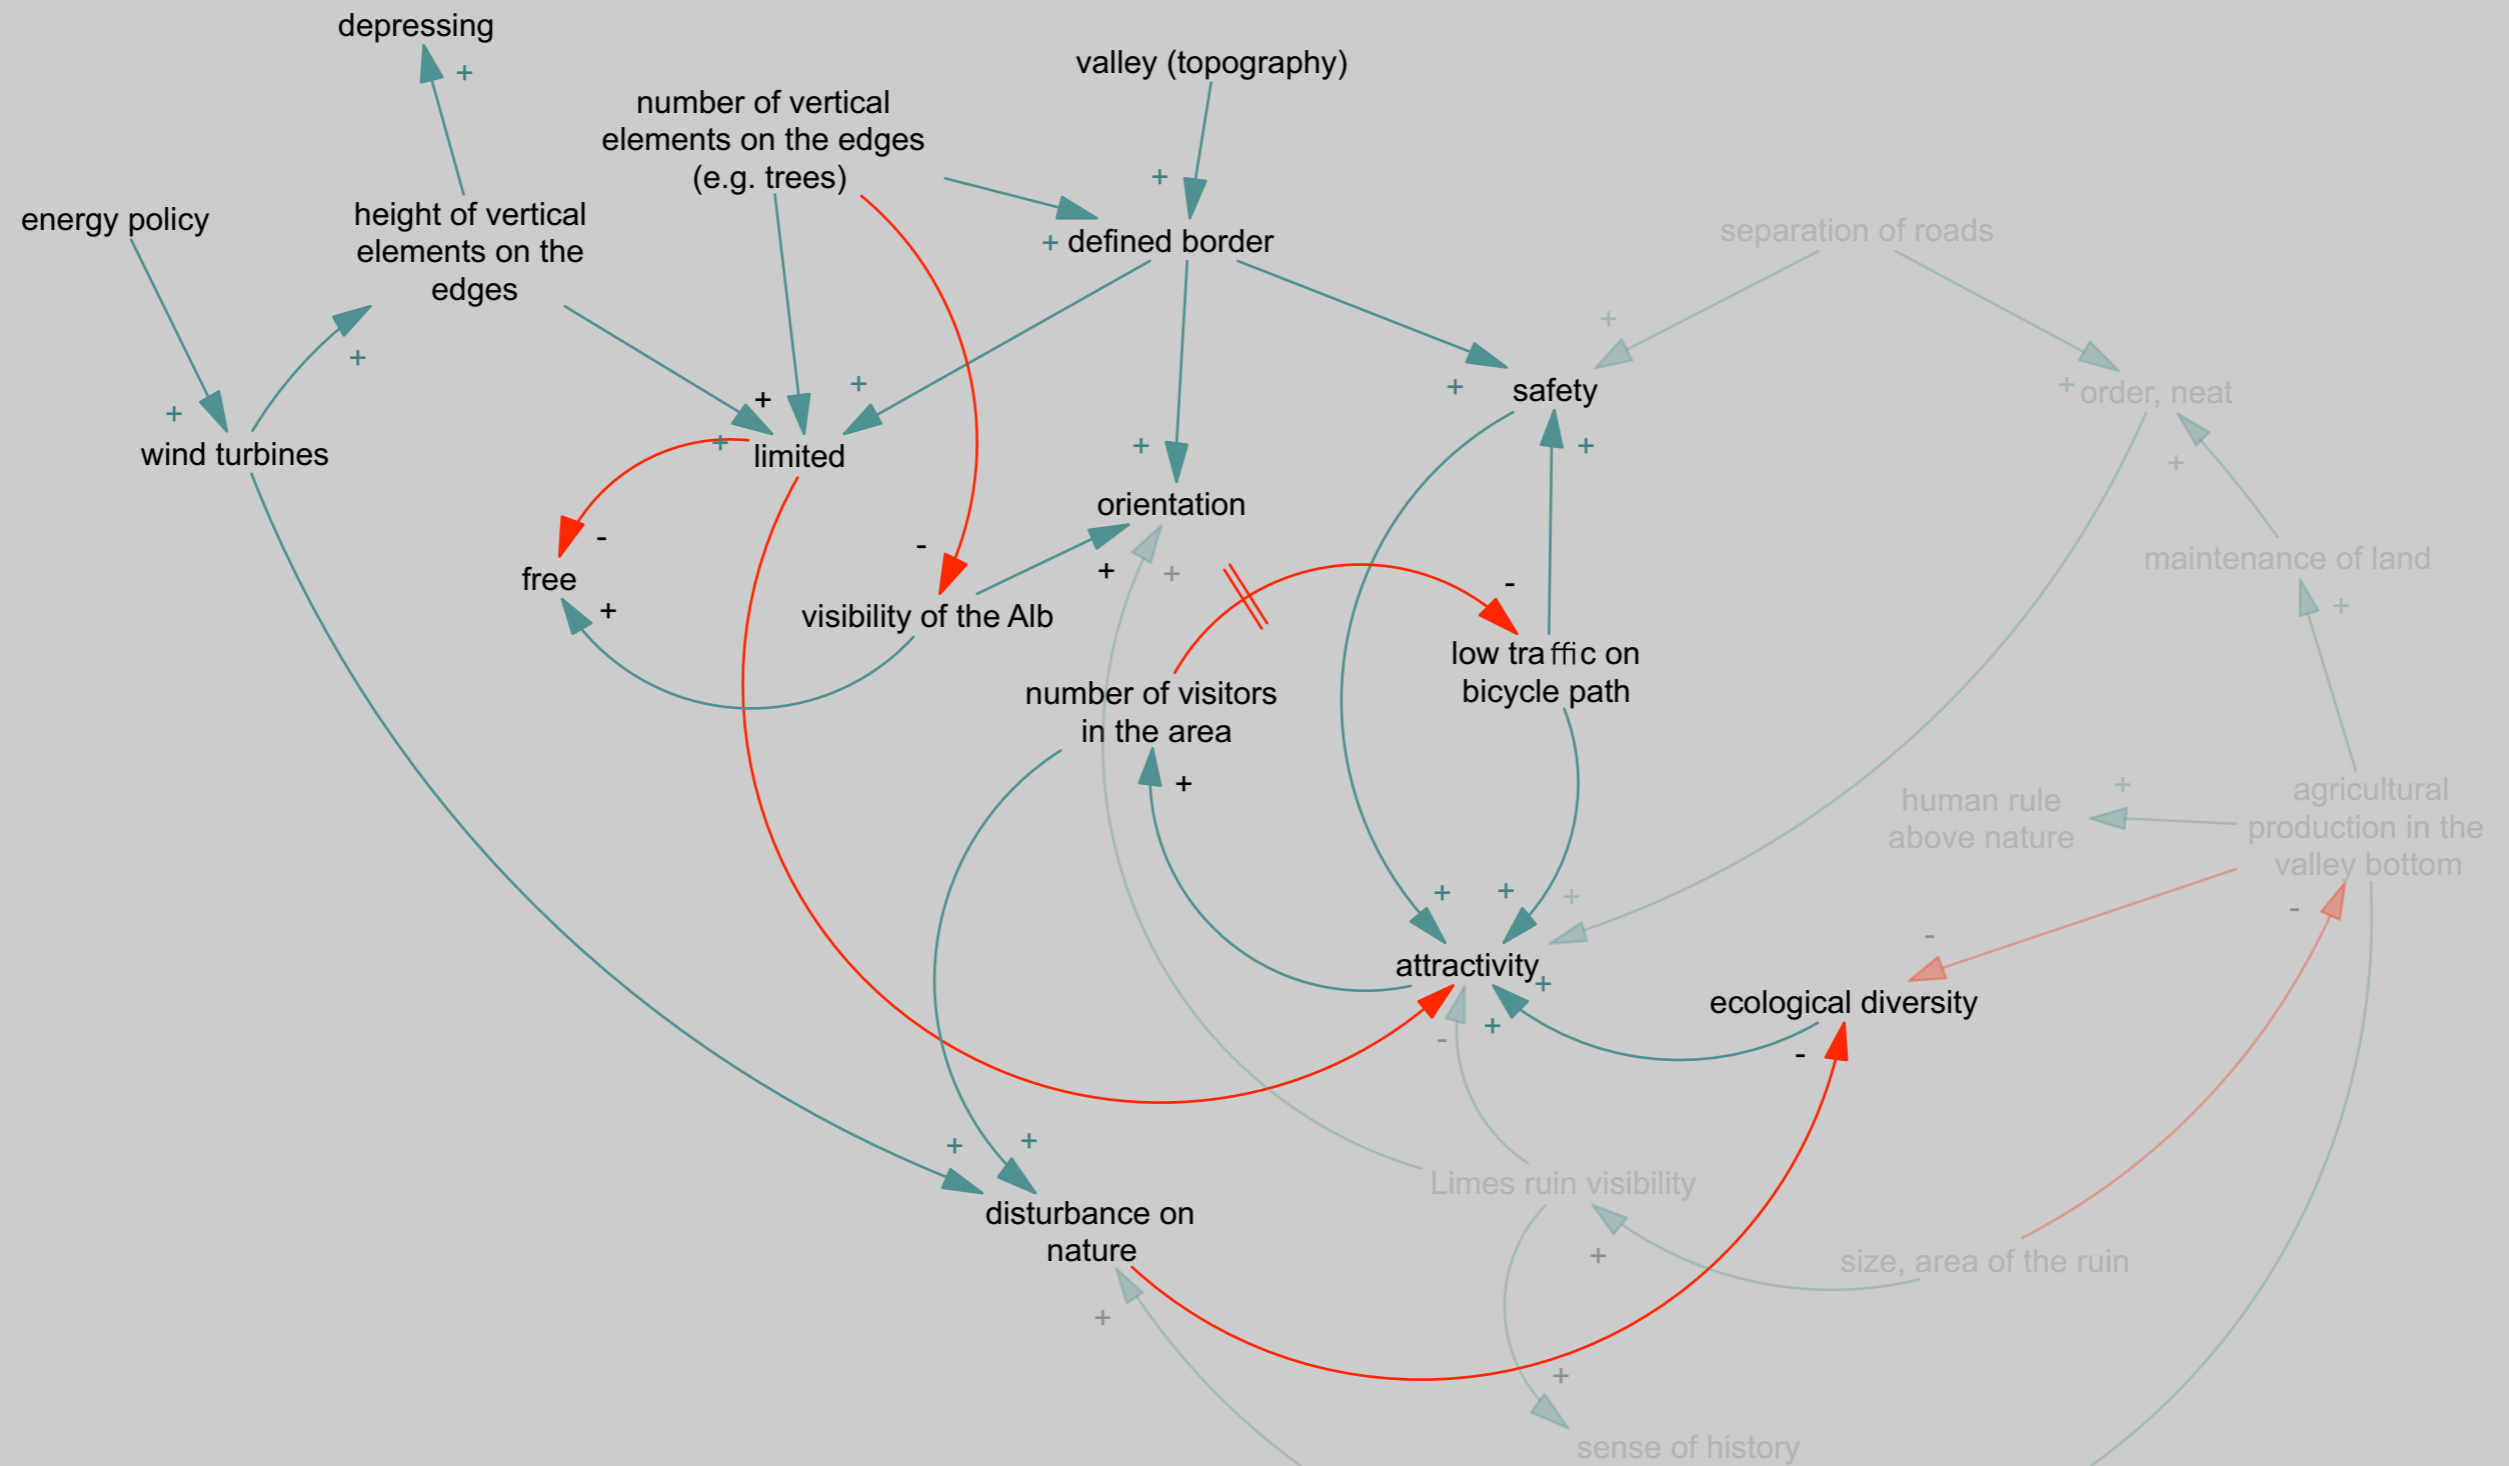 depressing
+
valley (topography)
number of vertical
elements on the edges
(e.g. trees)
+
energy policy
height of vertical
elements on the
edges
+ defined border
separation of roads
+
+
+
+
+
safety
+ order, neat
+
+
wind turbines
+
limited
+
+
+
orientation
-
-
+
+
-
maintenance of land
free
+
visibility of the Alb
+
low traffic on
bicycle path
number of visitors
in the area
+
+
agricultural
production in the
valley bottom
human rule
above nature
+
+
+
-
-
attractivity
+
ecological diversity
+
-
-
+
+
Limes ruin visibility
disturbance on
nature
+
size, area of the ruin
+
+
sense of history